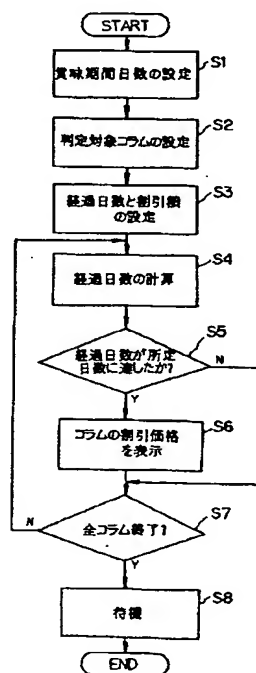 START
賞味期間日数の設定
S1
判定対象コラムの設定
S2
経過日数と割引額
の設定
S3
経過日数の計算
S4
経過日数が所定
日数に達したか?
S5
N
Y
コラムの割引価格
を表示
S6
全コラム終了?
S7
N
Y
待機
S8
END